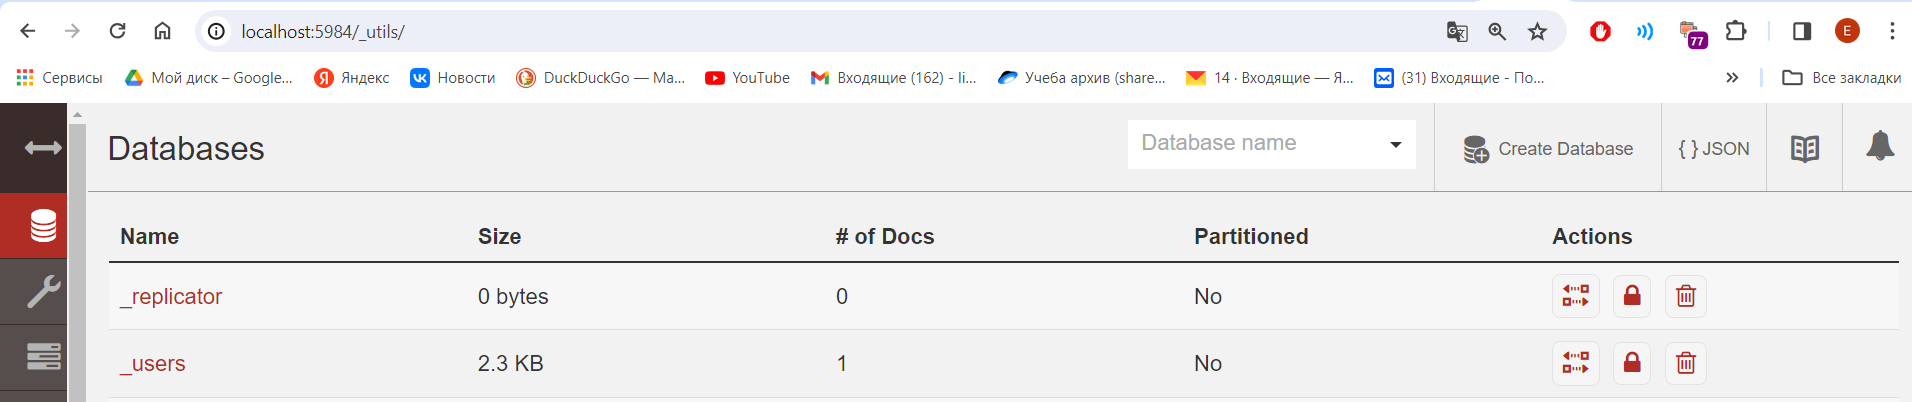 localhost:5984/_utils/
77
E
Сервисы
Мой диск – Google...
Яндекс
Новости
DuckDuckGo — Ma...
YouTube
Входящие (162) - li...
Учеба архив (share...
14 · Входящие — Я...
(31) Входящие - По...
»
Все закладки
Databases
Database name
Create Database
{ } JSON
Name Size # of Docs Partitioned Actions
_replicator 0 bytes 0 No
_users 2.3 KB 1 No